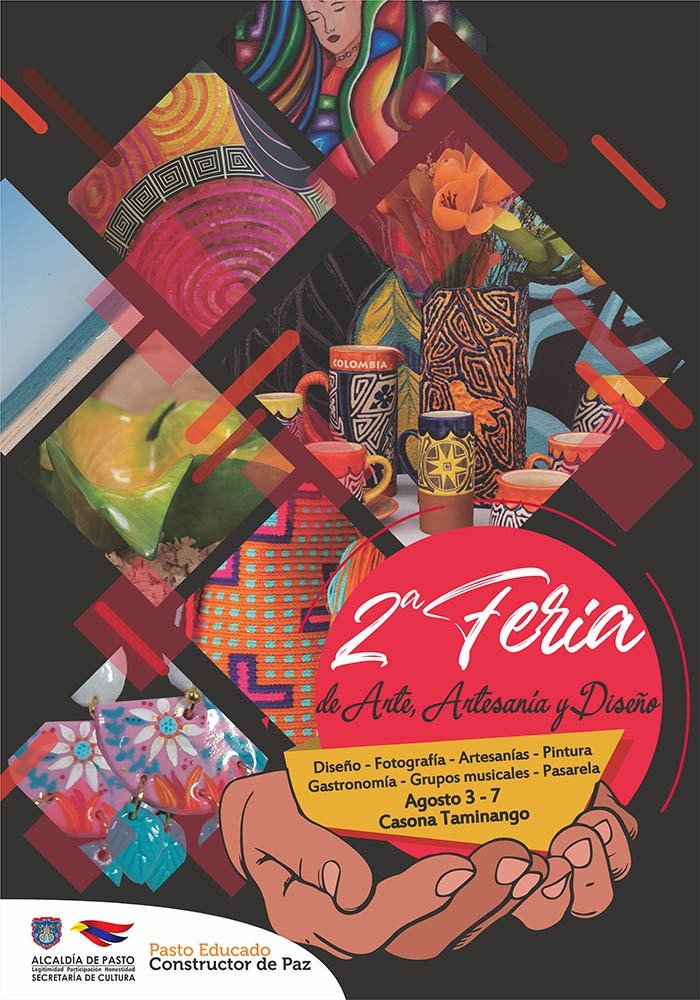 COLOMBIA
2ª Feria
de Arte, Artesanía y Diseño
Diseño - Fotografía - Artesanías - Pintura
Gastronomía - Grupos musicales - Pasarela
Agosto 3 - 7
Casona Taminango
ALCALDÍA DE PASTO
Legitimidad Participación Honestidad
SECRETARÍA DE CULTURA
Pasto Educado
Constructor de Paz